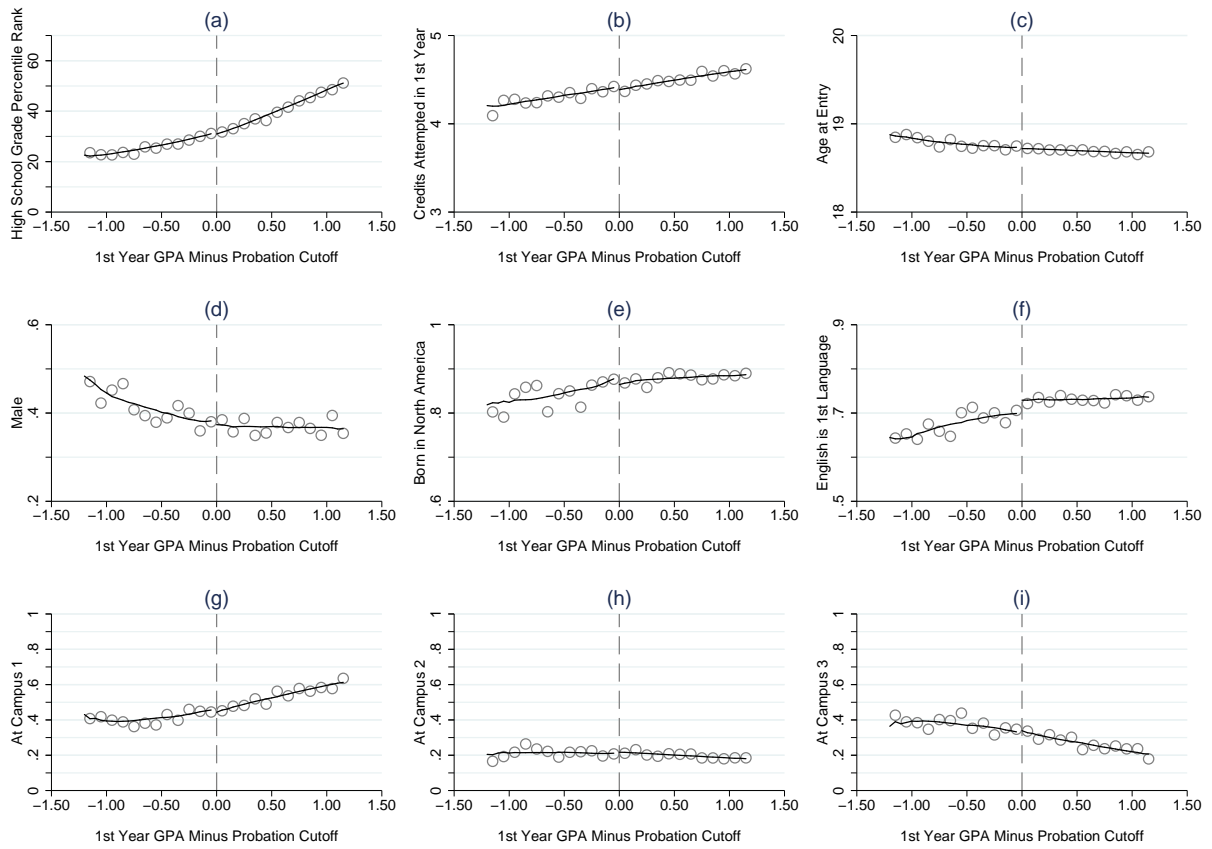 (a)
High School Grade Percentile Rank
0 20 40 60
−1.50 −1.00 −0.50 0.00 0.50 1.00 1.50
1st Year GPA Minus Probation Cutoff
(b)
Credits Attempted in 1st Year
3 4 5
−1.50 −1.00 −0.50 0.00 0.50 1.00 1.50
1st Year GPA Minus Probation Cutoff
(c)
Age at Entry
18 19 20
−1.50 −1.00 −0.50 0.00 0.50 1.00 1.50
1st Year GPA Minus Probation Cutoff
(d)
Male
.2 .4 .6
−1.50 −1.00 −0.50 0.00 0.50 1.00 1.50
1st Year GPA Minus Probation Cutoff
(e)
Born in North America
.6 .8 1
−1.50 −1.00 −0.50 0.00 0.50 1.00 1.50
1st Year GPA Minus Probation Cutoff
(f)
English is 1st Language
.5 .7 .9
−1.50 −1.00 −0.50 0.00 0.50 1.00 1.50
1st Year GPA Minus Probation Cutoff
(g)
At Campus 1
0 .2 .4 .6 .8 1
−1.50 −1.00 −0.50 0.00 0.50 1.00 1.50
1st Year GPA Minus Probation Cutoff
(h)
At Campus 2
0 .2 .4 .6 .8 1
−1.50 −1.00 −0.50 0.00 0.50 1.00 1.50
1st Year GPA Minus Probation Cutoff
(i)
At Campus 3
0 .2 .4 .6 .8 1
−1.50 −1.00 −0.50 0.00 0.50 1.00 1.50
1st Year GPA Minus Probation Cutoff